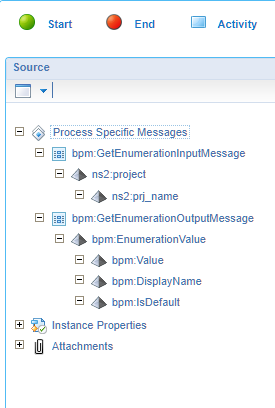 Start End Activity
Source
Process Specific Messages
bpm:GetEnumerationInputMessage
ns2:project
ns2:prj_name
bpm:GetEnumerationOutputMessage
bpm:EnumerationValue
bpm:Value
bpm:DisplayName
bpm:IsDefault
Instance Properties
Attachments